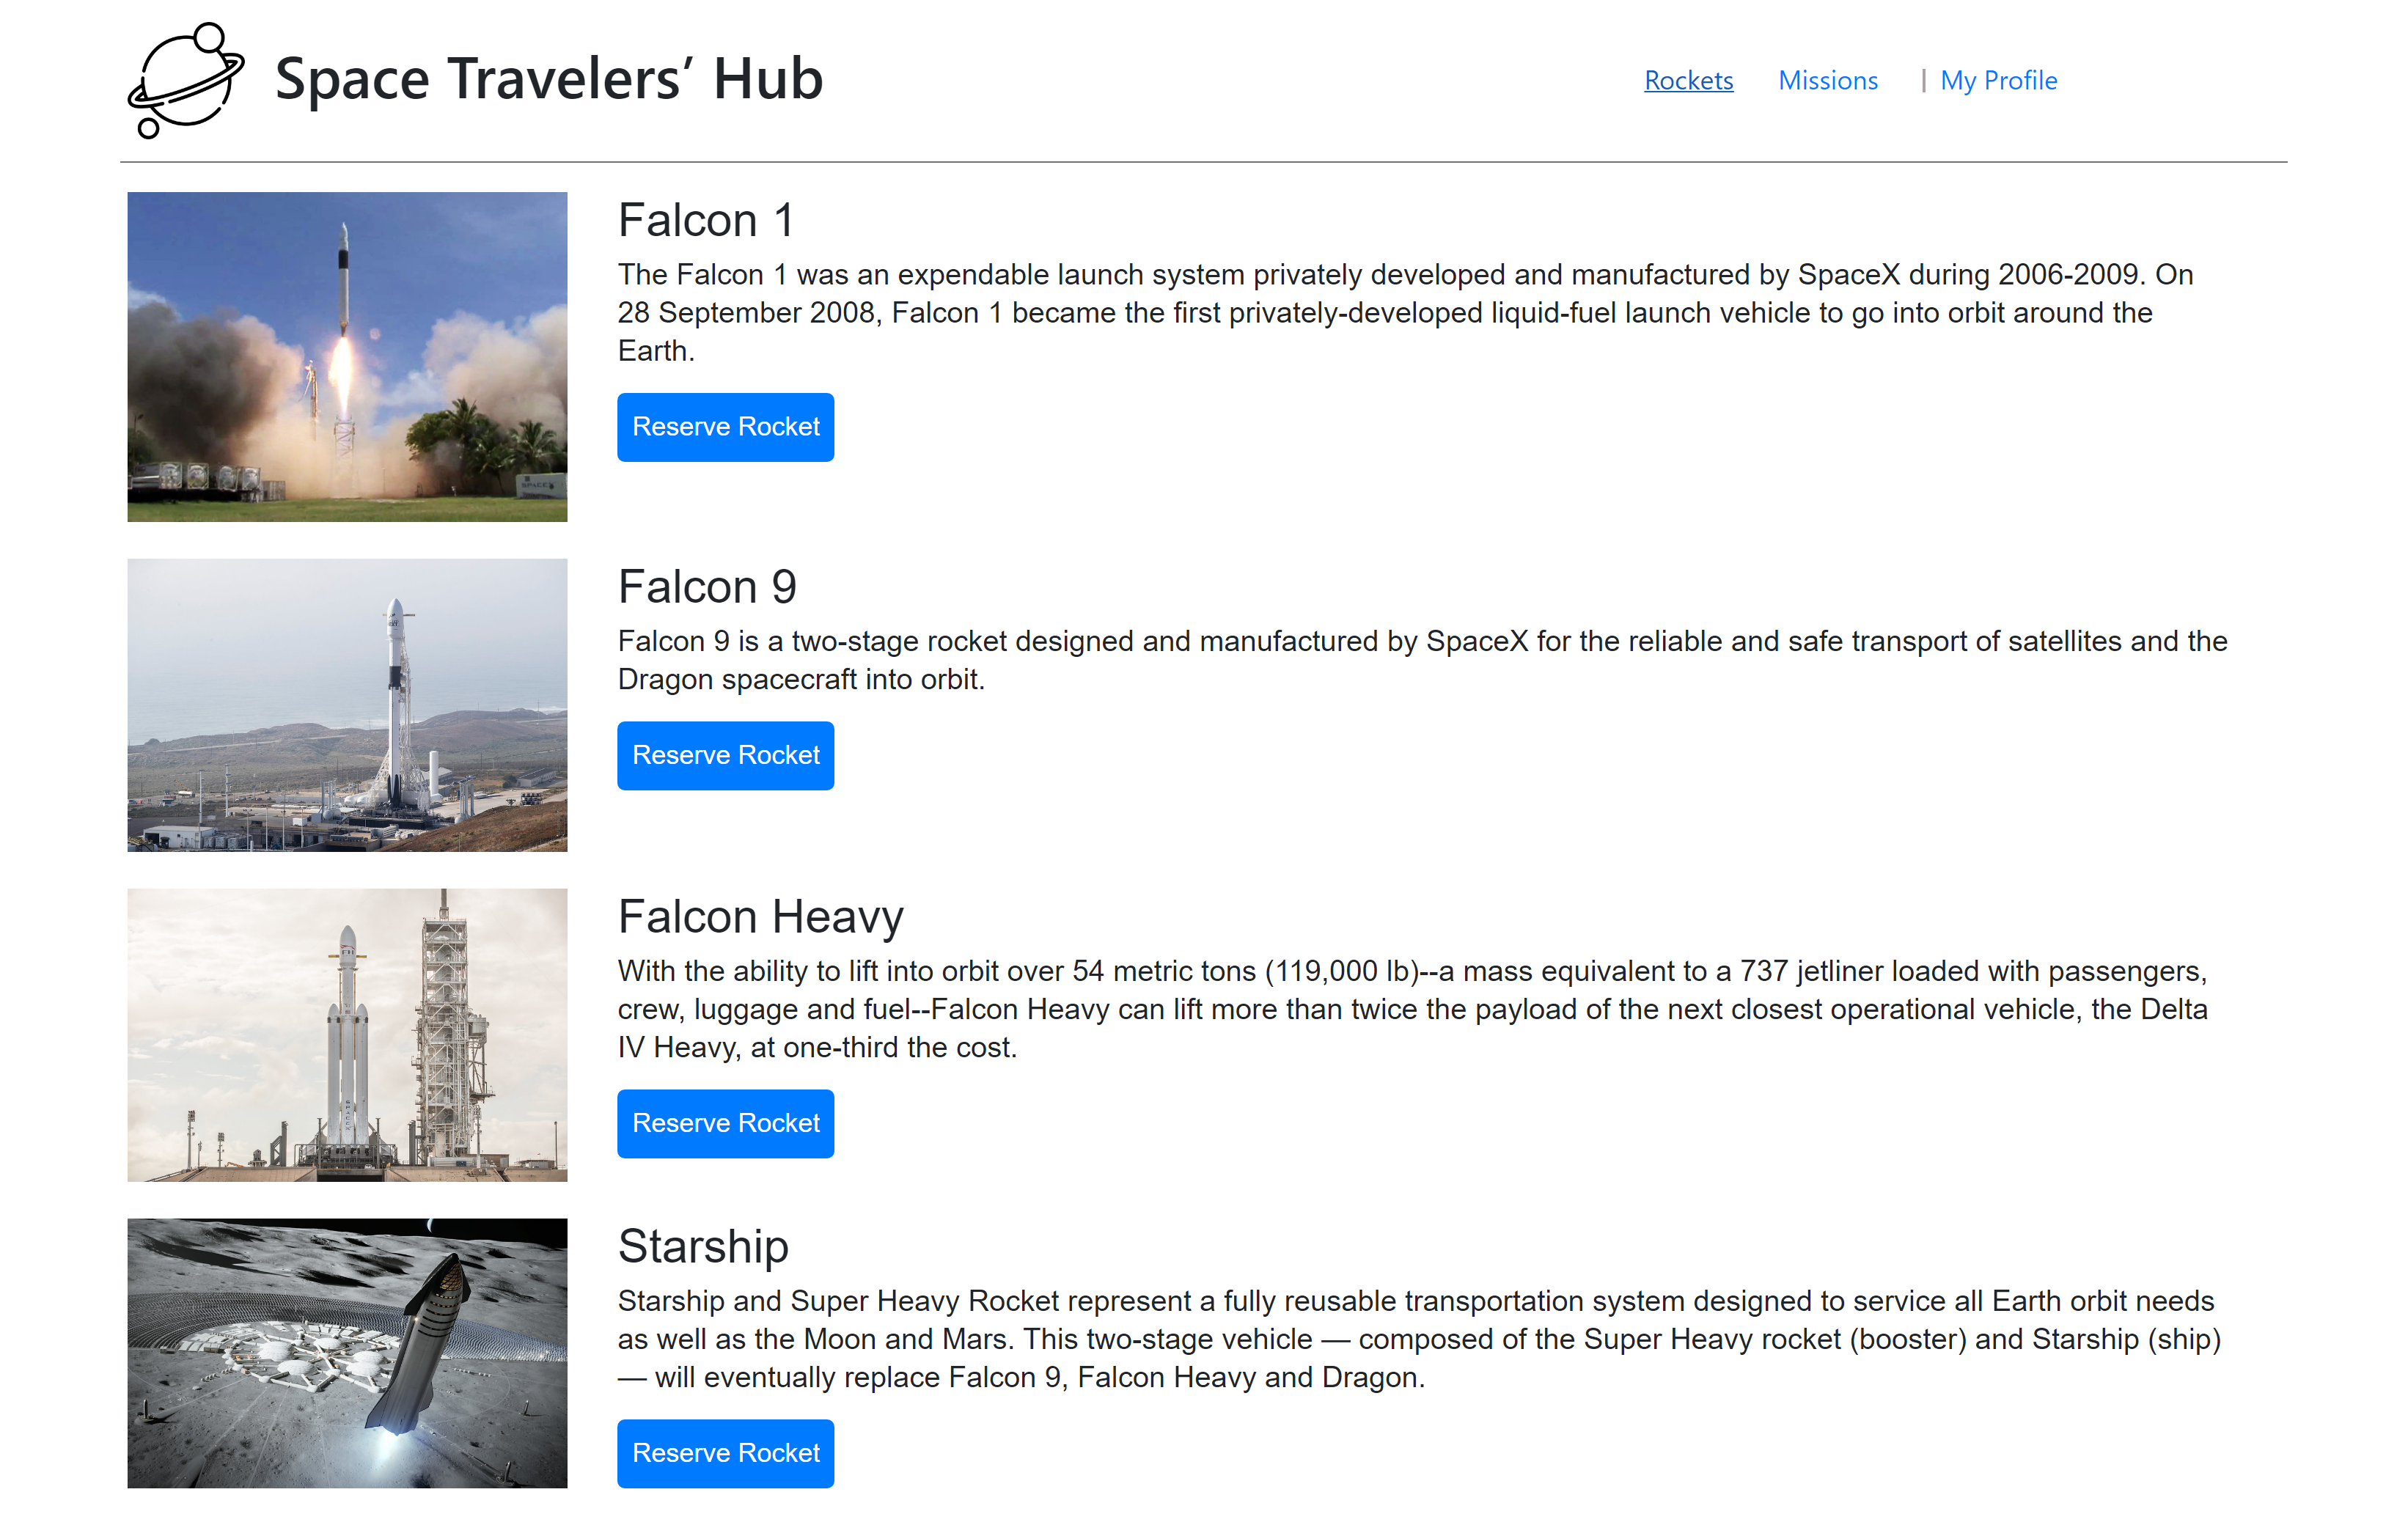 Space Travelers’ Hub
Rockets Missions | My Profile
Falcon 1
The Falcon 1 was an expendable launch system privately developed and manufactured by SpaceX during 2006-2009. On
28 September 2008, Falcon 1 became the first privately-developed liquid-fuel launch vehicle to go into orbit around the
Earth.
Reserve Rocket
SPACEX
Falcon 9
Falcon 9 is a two-stage rocket designed and manufactured by SpaceX for the reliable and safe transport of satellites and the
Dragon spacecraft into orbit.
Reserve Rocket
Falcon Heavy
With the ability to lift into orbit over 54 metric tons (119,000 lb)--a mass equivalent to a 737 jetliner loaded with passengers,
crew, luggage and fuel--Falcon Heavy can lift more than twice the payload of the next closest operational vehicle, the Delta
IV Heavy, at one-third the cost.
Reserve Rocket
FH
SPACEX
Starship
Starship and Super Heavy Rocket represent a fully reusable transportation system designed to service all Earth orbit needs
as well as the Moon and Mars. This two-stage vehicle — composed of the Super Heavy rocket (booster) and Starship (ship)
— will eventually replace Falcon 9, Falcon Heavy and Dragon.
Reserve Rocket